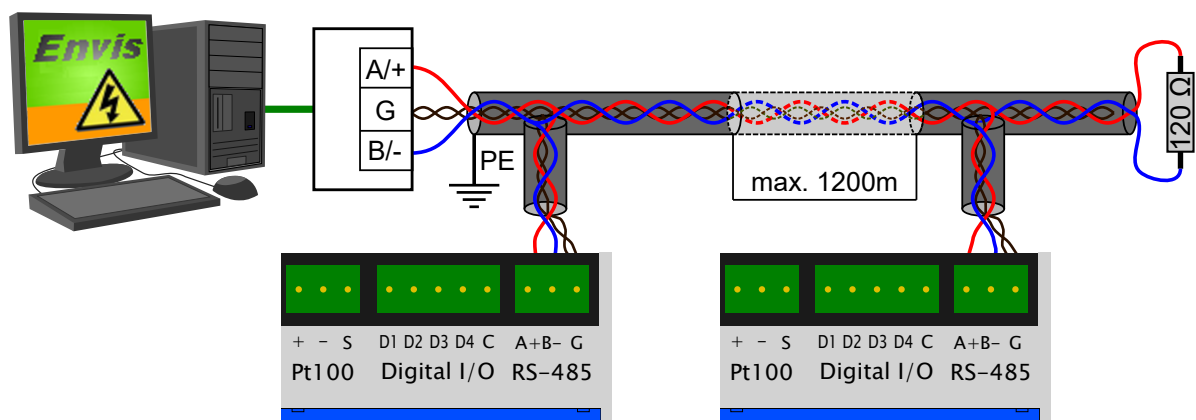 Envis
A/+
G
B/-
PE
max. 1200m
120 Ω
+ − S D1 D2 D3 D4 C A+B− G
Pt100 Digital I/O RS−485
+ − S D1 D2 D3 D4 C A+B− G
Pt100 Digital I/O RS−485